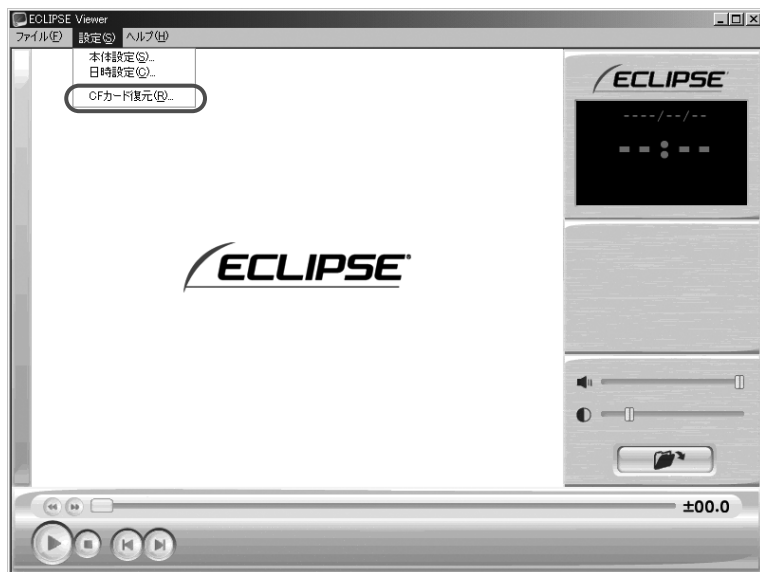 ECLIPSE Viewer
ファイル(F) 設定(S) ヘルプ(H)
本体設定(S)...
日時設定(C)...
CFカード復元(R)...
ECLIPSE
----/--/--
--:--
ECLIPSE®
±00.0